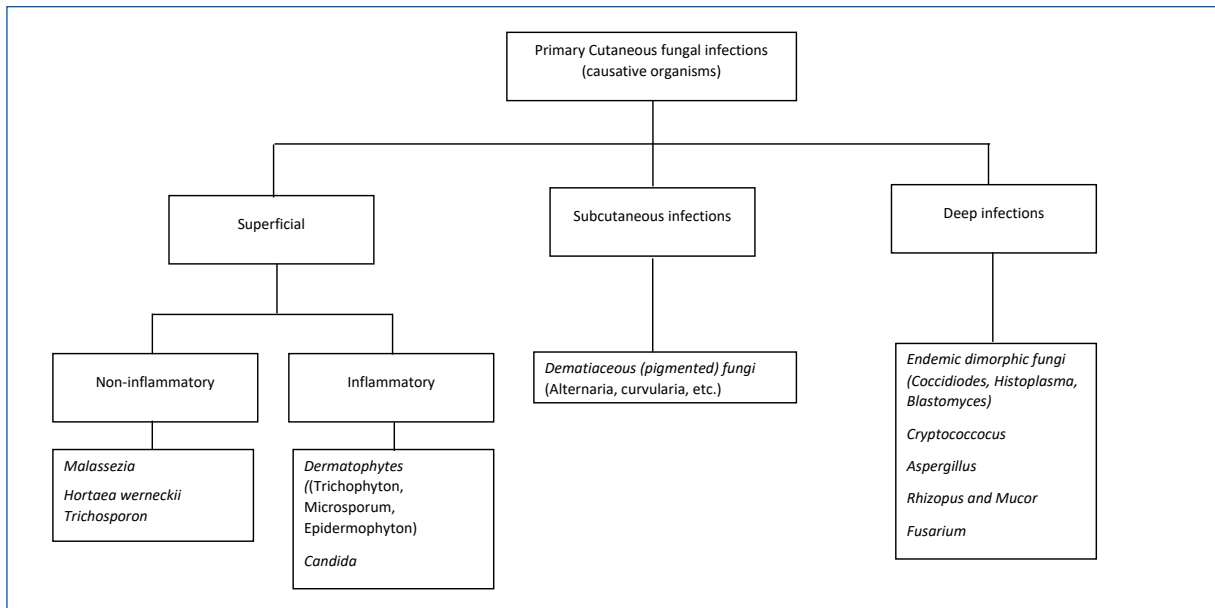 Primary Cutaneous fungal infections
(causative organisms)
Superficial
Subcutaneous infections
Deep infections
Non-inflammatory
Inflammatory
Dematiaceous (pigmented) fungi
(Alternaria, curvularia, etc.)
Endemic dimorphic fungi
(Coccidiodes, Histoplasma,
Blastomyces)
Cryptoccocus
Aspergillus
Rhizopus and Mucor
Fusarium
Malassezia
Hortaea werneckii
Trichosporon
Dermatophytes
((Trichophyton,
Microsporum,
Epidermophyton)
Candida